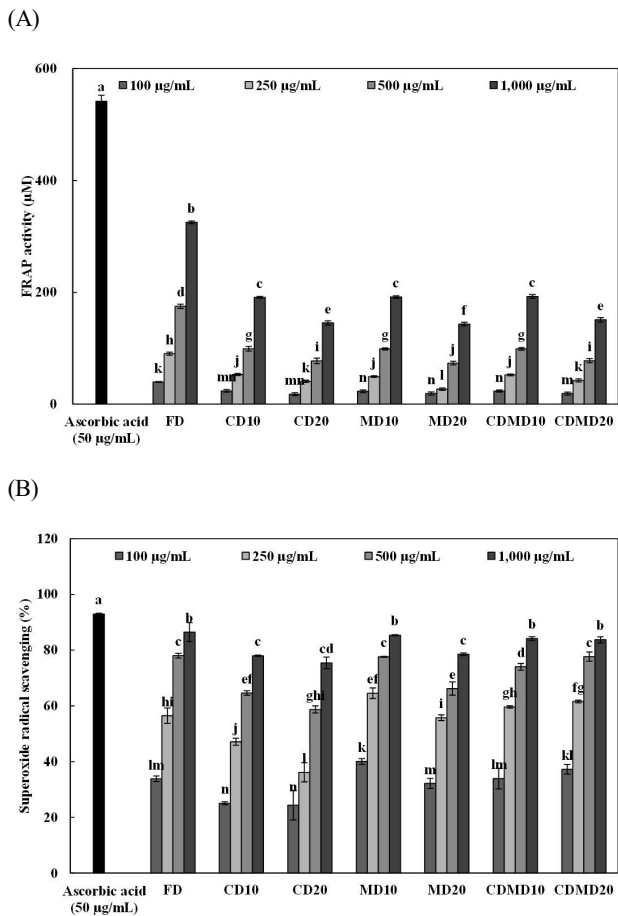 (A)
600
400
200
0
FRAP activity (µM)
100 µg/mL 250 µg/mL 500 µg/mL 1,000 µg/mL
a
k h d b
mn j g c
mn k i e
n j g c
n l j f
n j g c
m k i e
Ascorbic acid FD CD10 CD20 MD10 MD20 CDMD10 CDMD20
(50 µg/mL)
(B)
120
100
80
60
40
20
0
Superoxide radical scavenging (%)
100 µg/mL 250 µg/mL 500 µg/mL 1,000 µg/mL
a
lm hi c b
n j ef c
n l ghi cd
k ef c b
m i e c
lm gh d b
kl fg c b
Ascorbic acid FD CD10 CD20 MD10 MD20 CDMD10 CDMD20
(50 µg/mL)